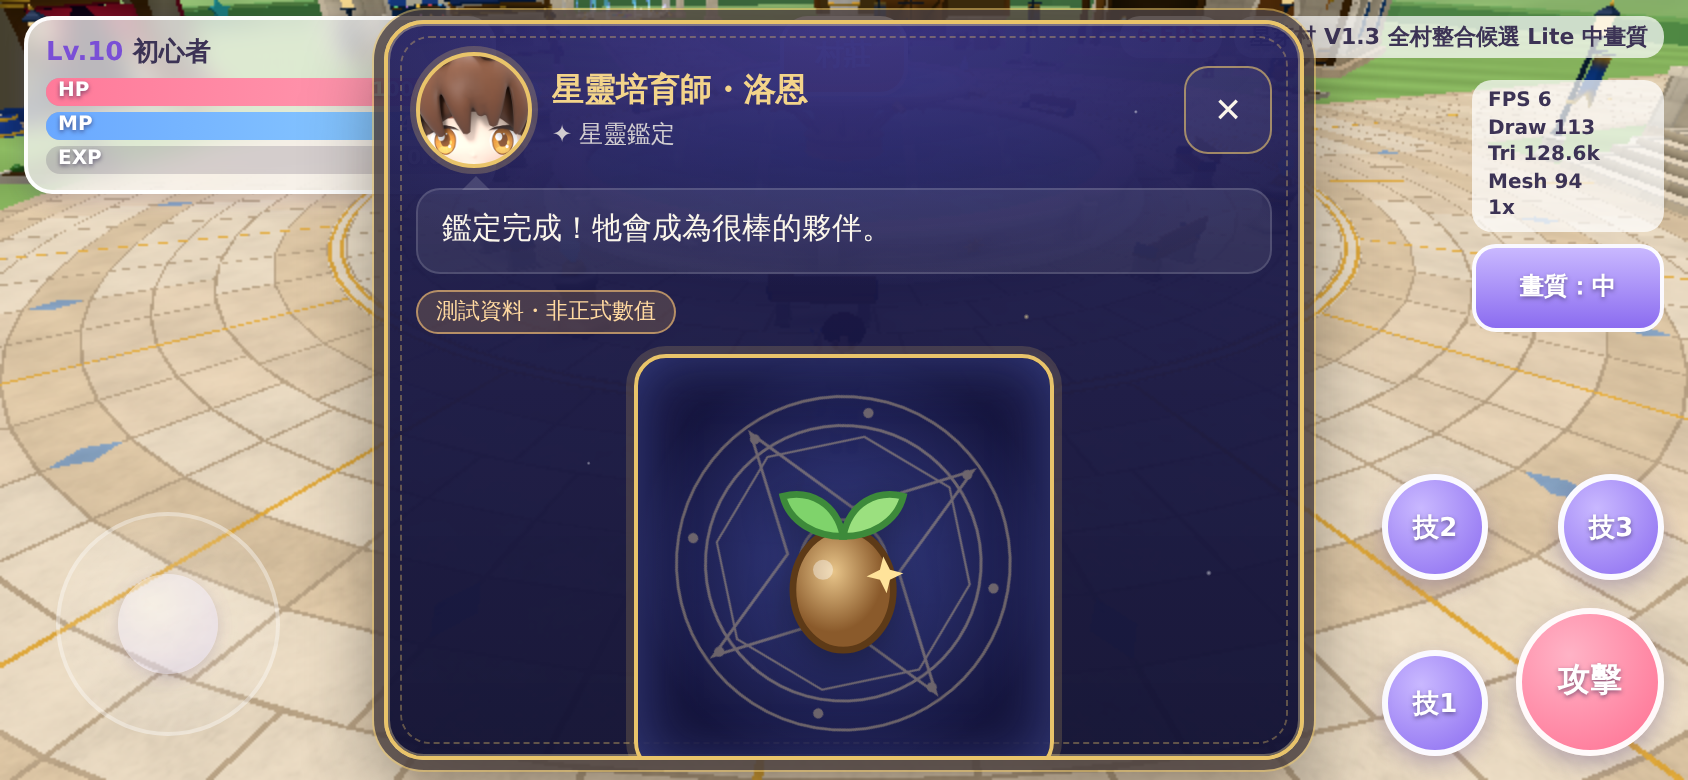 Lv.10 初心者
HP
MP
EXP
星靈培育師・洛恩
✦ 星靈鑑定
×
鑑定完成！牠會成為很棒的夥伴。
測試資料・非正式數值
V1.3 全村整合候選 Lite 中畫質
FPS 6
Draw 113
Tri 128.6k
Mesh 94
1x
畫質：中
技2
技3
技1
攻擊